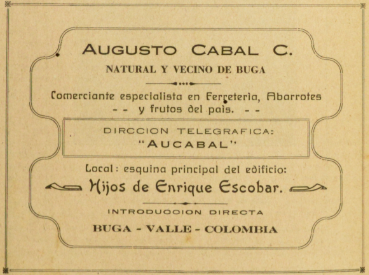 AUGUSTO CABAL C.
NATURAL Y VECINO DE BUGA
Comerciante especialista en Ferretería, Abarrotes
- - y frutos del país. - -
DIRCCION TELEGRAFICA:
"AUCABAL"
Local: esquina principal del edificio:
Hijos de Enrique Escobar.
INTRODUCCION DIRECTA
BUGA - VALLE - COLOMBIA